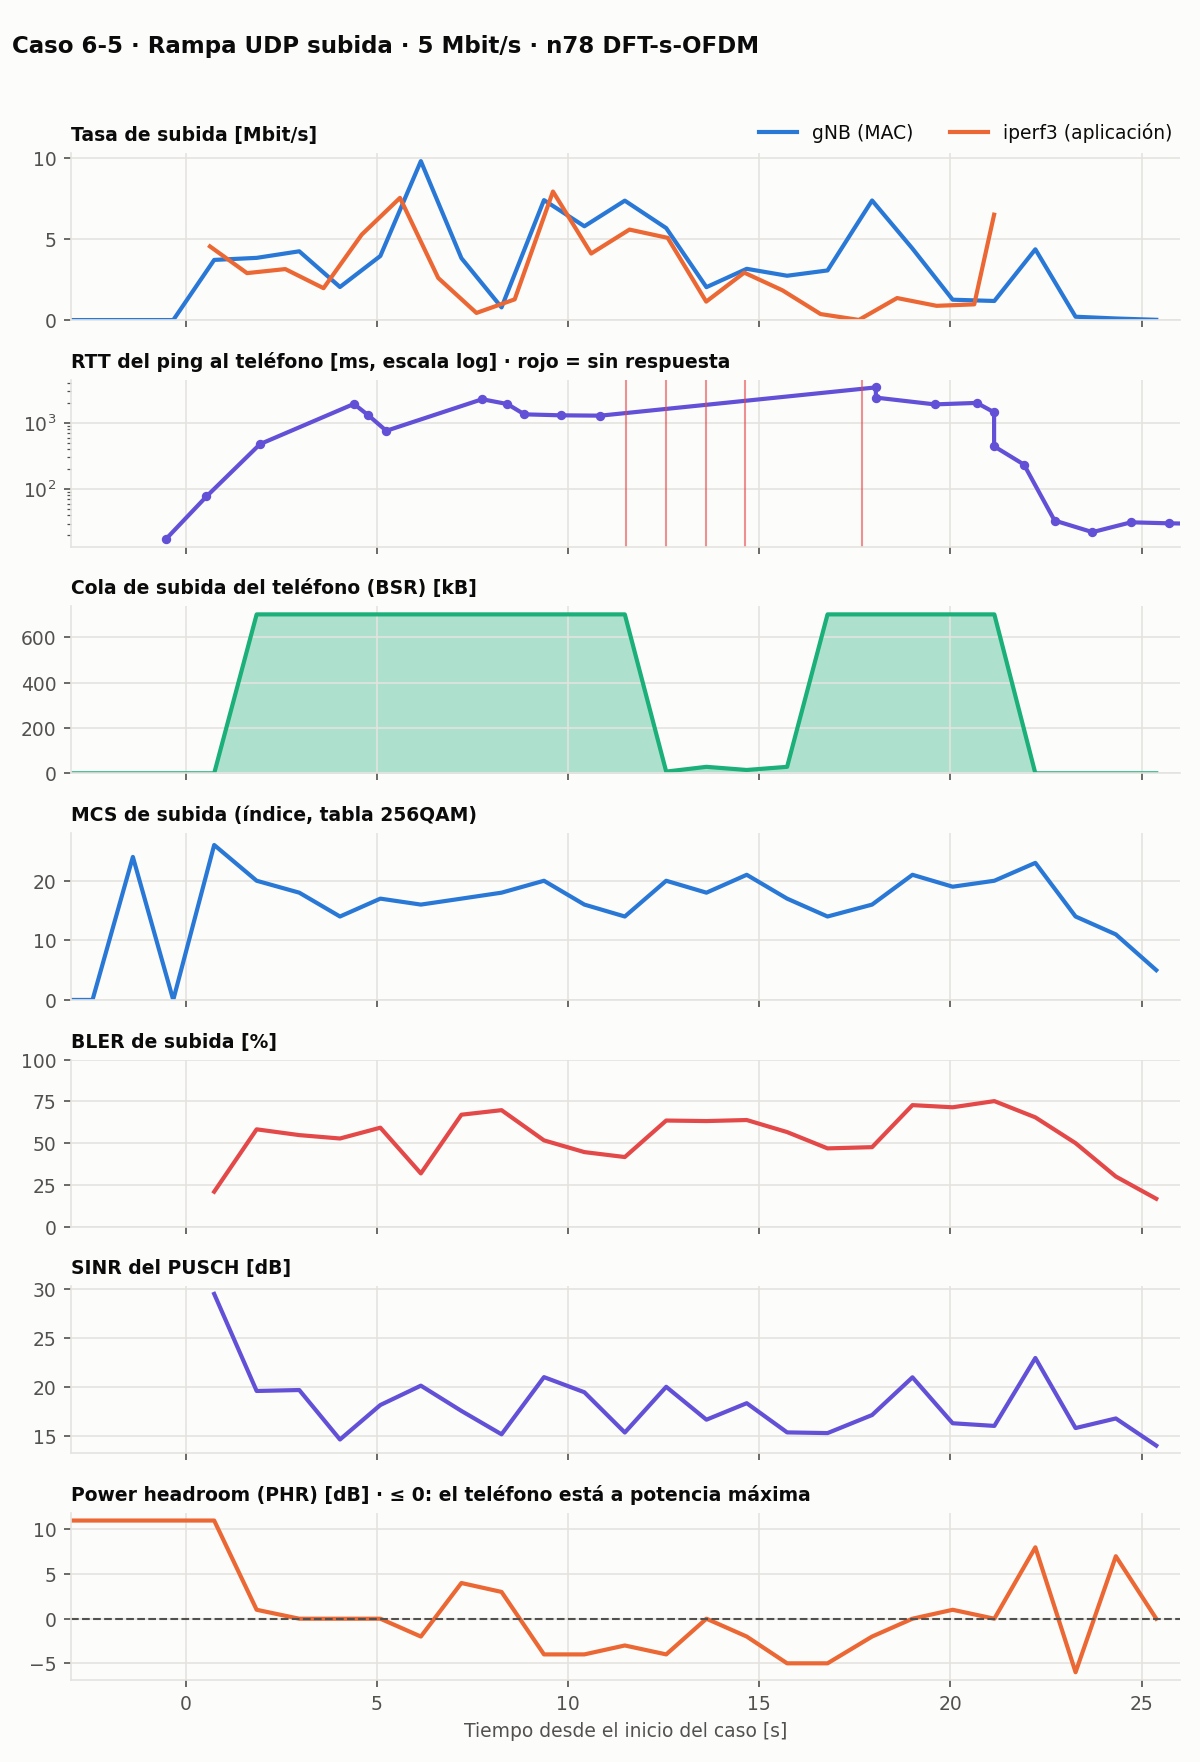 Caso 6-5 · Rampa UDP subida · 5 Mbit/s · n78 DFT-s-OFDM
Tasa de subida [Mbit/s]
gNB (MAC)
iperf3 (aplicación)
10
5
0
RTT del ping al teléfono [ms, escala log] · rojo = sin respuesta
10³
10²
Cola de subida del teléfono (BSR) [kB]
600
400
200
0
MCS de subida (índice, tabla 256QAM)
20
10
0
BLER de subida [%]
100
75
50
25
0
SINR del PUSCH [dB]
30
25
20
15
Power headroom (PHR) [dB] · ≤ 0: el teléfono está a potencia máxima
10
5
0
−5
0 5 10 15 20 25
Tiempo desde el inicio del caso [s]